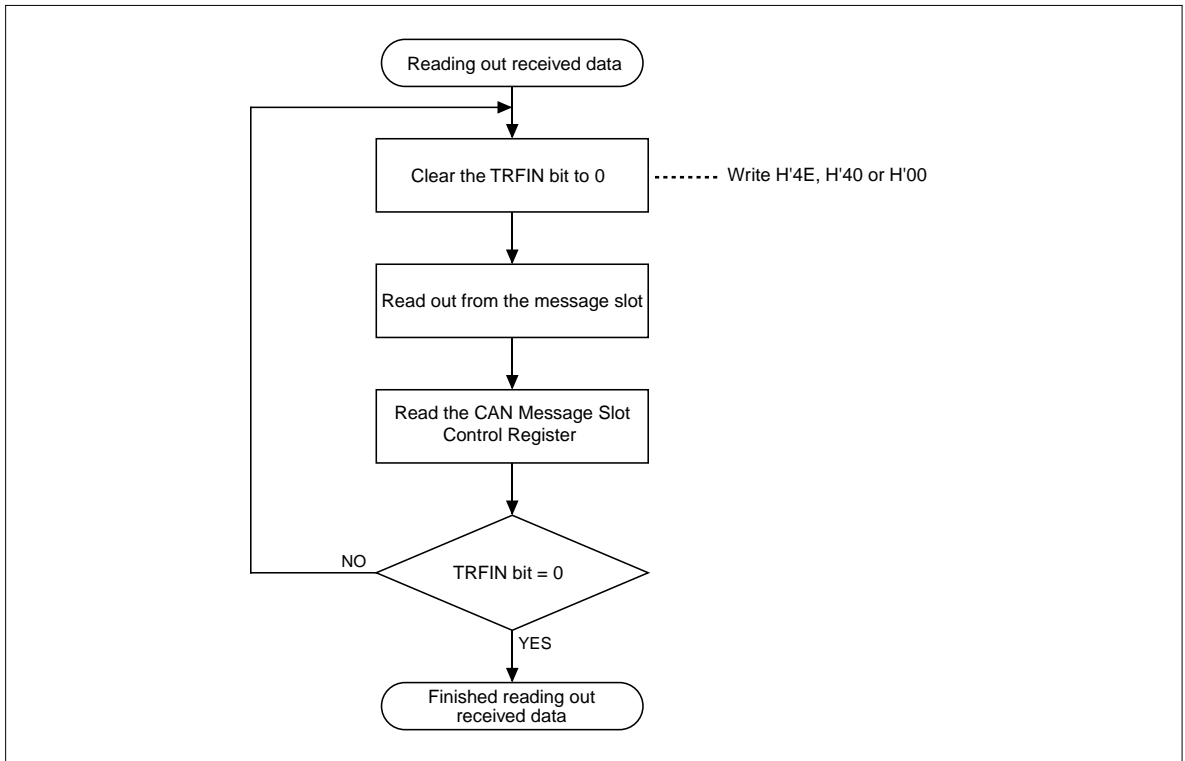 Reading out received data
Clear the TRFIN bit to 0
Write H'4E, H'40 or H'00
Read out from the message slot
Read the CAN Message Slot
Control Register
NO
TRFIN bit = 0
YES
Finished reading out
received data